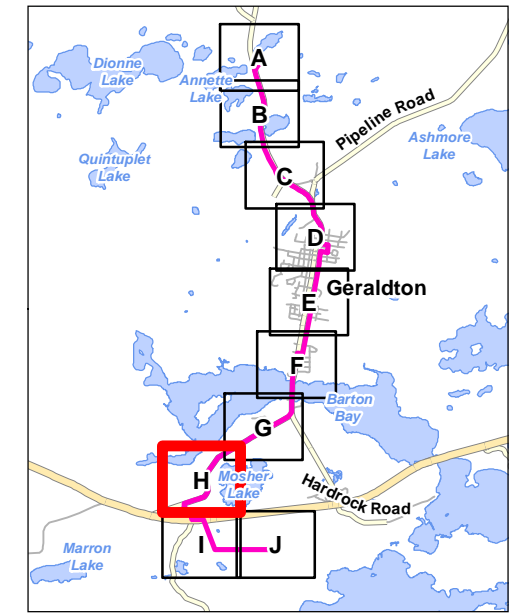 A
Dionne
Lake
Annette
Lake
B
Pipeline Road
Ashmore
Lake
Quintuplet
Lake
C
D
Geraldton
E
F
Barton
Bay
G
H
Mosher
Lake
Hardrock Road
I
J
Marron
Lake